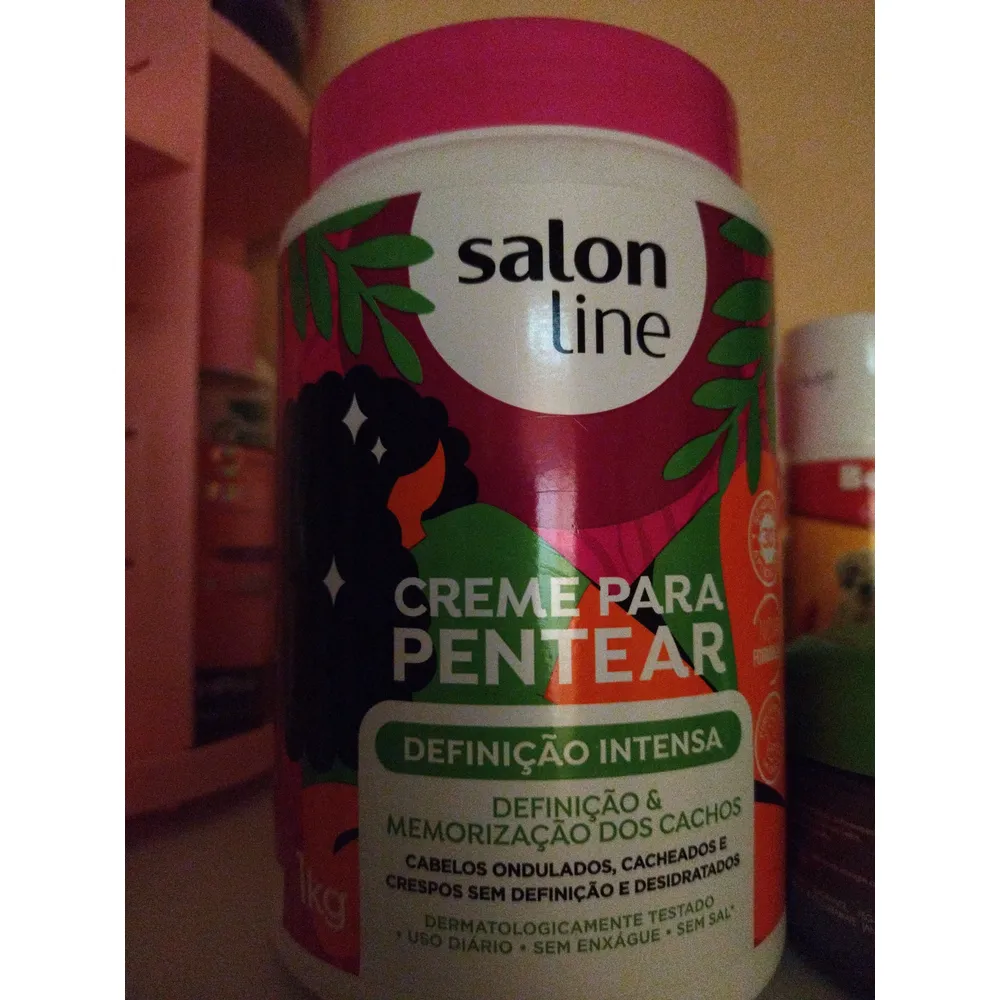 salon
line
CREME PARA
PENTEAR
DEFINIÇÃO INTENSA
DEFINIÇÃO &
MEMORIZAÇÃO DOS CACHOS
CABELOS ONDULADOS, CACHEADOS E
CRESPOS SEM DEFINIÇÃO E DESIDRATADOS
DERMATOLOGICAMENTE TESTADO
• USO DIÁRIO • SEM ENXÁGUE • SEM SAL*
1kg